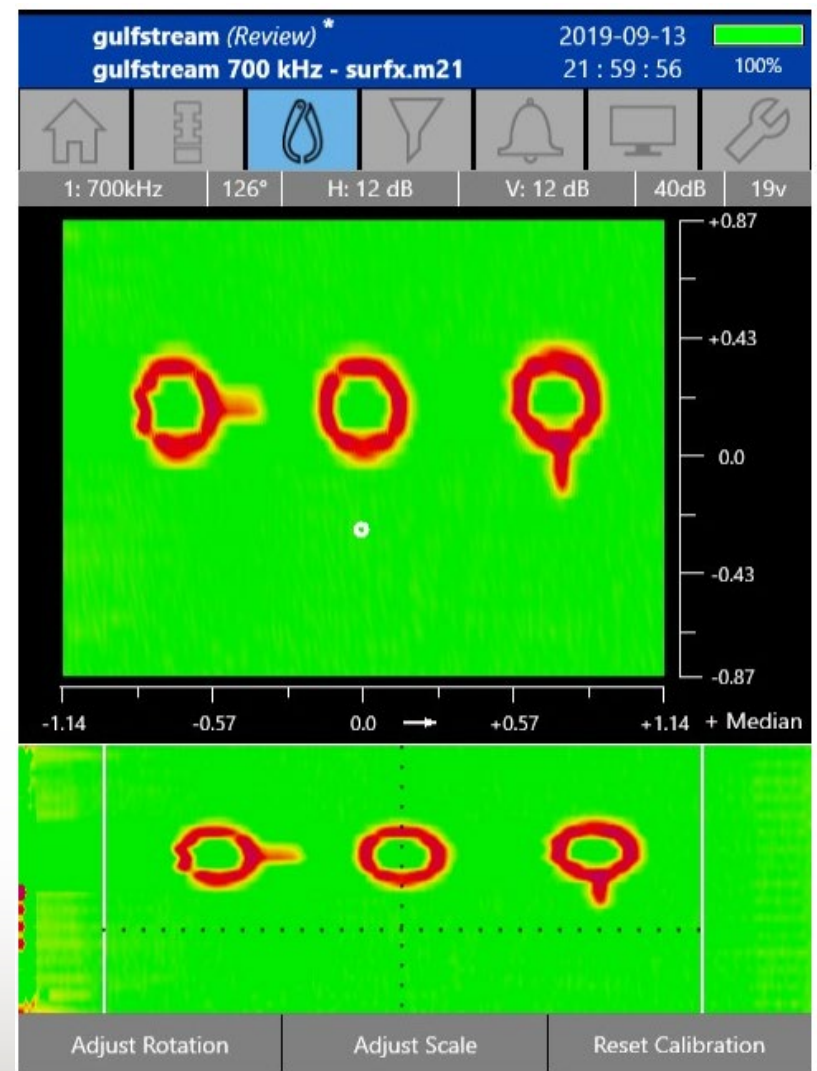 gulfstream (Review) * 2019-09-13
gulfstream 700 kHz - surfx.m21 21 : 59 : 56 100%
1: 700kHz 126° H: 12 dB V: 12 dB 40dB 19v
+0.87
+0.43
0.0
-0.43
-0.87
-1.14 -0.57 0.0 +0.57 +1.14 + Median
Adjust Rotation Adjust Scale Reset Calibration